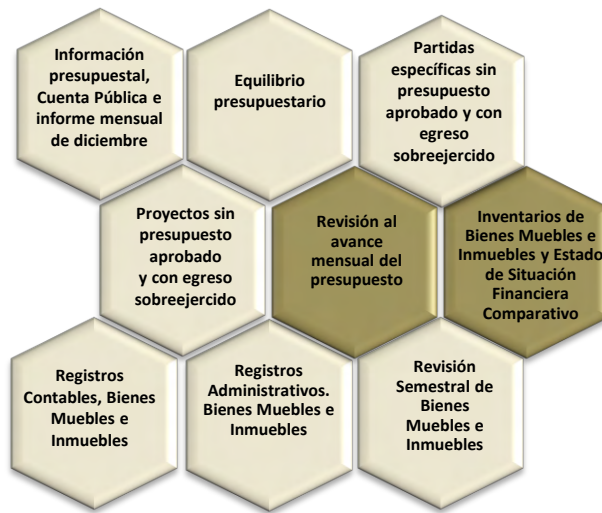 Información
presupuestal,
Cuenta Pública e
informe mensual
de diciembre
Equilibrio
presupuestario
Partidas
específicas sin
presupuesto
aprobado y con
egreso
sobreejercido
Proyectos sin
presupuesto
aprobado
y con egreso
sobreejercido
Revisión al
avance
mensual del
presupuesto
Inventarios de
Bienes Muebles e
Inmuebles y Estado
de Situación
Financiera
Comparativo
Registros
Contables, Bienes
Muebles e
Inmuebles
Registros
Administrativos.
Bienes Muebles e
Inmuebles
Revisión
Semestral de
Bienes
Muebles e
Inmuebles